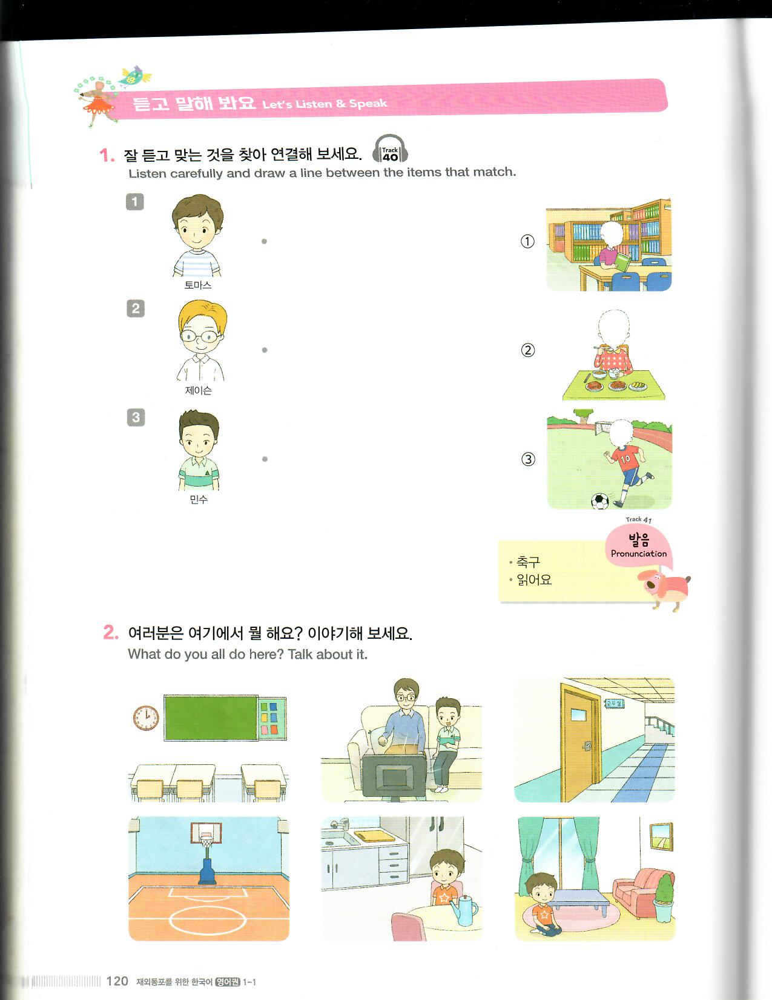 듣고 말해 봐요 Let's Listen & Speak
1. 잘 듣고 맞는 것을 찾아 연결해 보세요. Track 40
Listen carefully and draw a line between the items that match.
1
토마스
①
2
제이슨
②
3
민수
③
10
Track 41
발음
Pronunciation
• 축구
• 읽어요
2. 여러분은 여기에서 뭘 해요? 이야기해 보세요.
What do you all do here? Talk about it.
교무실
120 재외동포를 위한 한국어 영어권 1-1